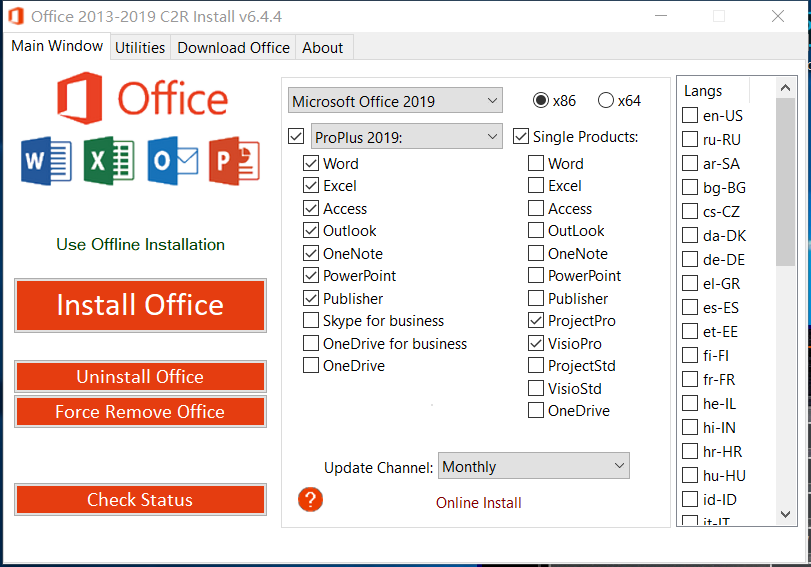 Office 2013-2019 C2R Install v6.4.4
Main Window Utilities Download Office About
Office
W X O P
Use Offline Installation
Install Office
Uninstall Office
Force Remove Office
Check Status
Microsoft Office 2019 x86 x64
ProPlus 2019:
Word
Excel
Access
Outlook
OneNote
PowerPoint
Publisher
Skype for business
OneDrive for business
OneDrive
Single Products:
Word
Excel
Access
OutLook
OneNote
PowerPoint
Publisher
ProjectPro
VisioPro
ProjectStd
VisioStd
OneDrive
Update Channel: Monthly
?
Online Install
Langs
en-US
ru-RU
ar-SA
bg-BG
cs-CZ
da-DK
de-DE
el-GR
es-ES
et-EE
fi-FI
fr-FR
he-IL
hi-IN
hr-HR
hu-HU
id-ID
it-IT